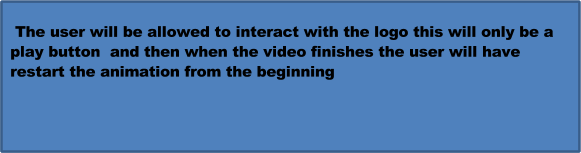 The user will be allowed to interact with the logo this will only be a
play button  and then when the video finishes the user will have
restart the animation from the beginning